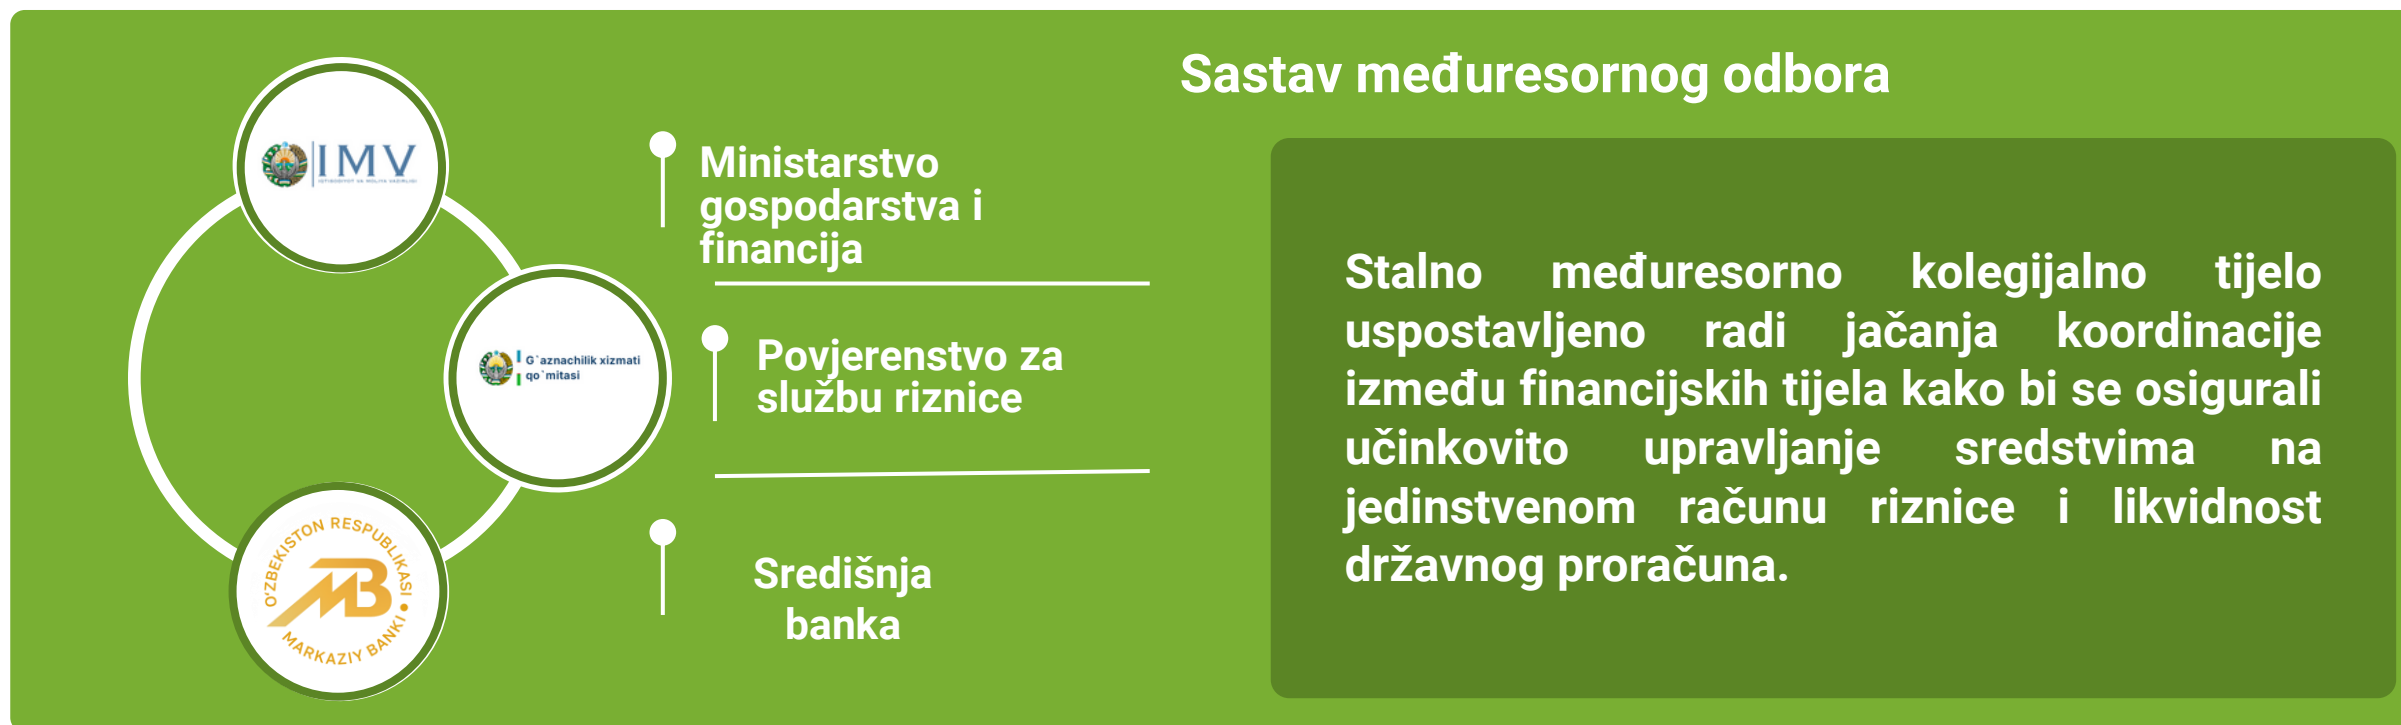 Sastav međuresornog odbora
IMV
G`aznachilik xizmati
qo`mitasi
O'ZBEKISTON RESPUBLIKASI
MARKAZIY BANKI
Ministarstvo
gospodarstva i
financija
Povjerenstvo za
službu riznice
Središnja
banka
Stalno međuresorno kolegijalno tijelo
uspostavljeno radi jačanja koordinacije
između financijskih tijela kako bi se osigurali
učinkovito upravljanje sredstvima na
jedinstvenom računu riznice i likvidnost
državnog proračuna.